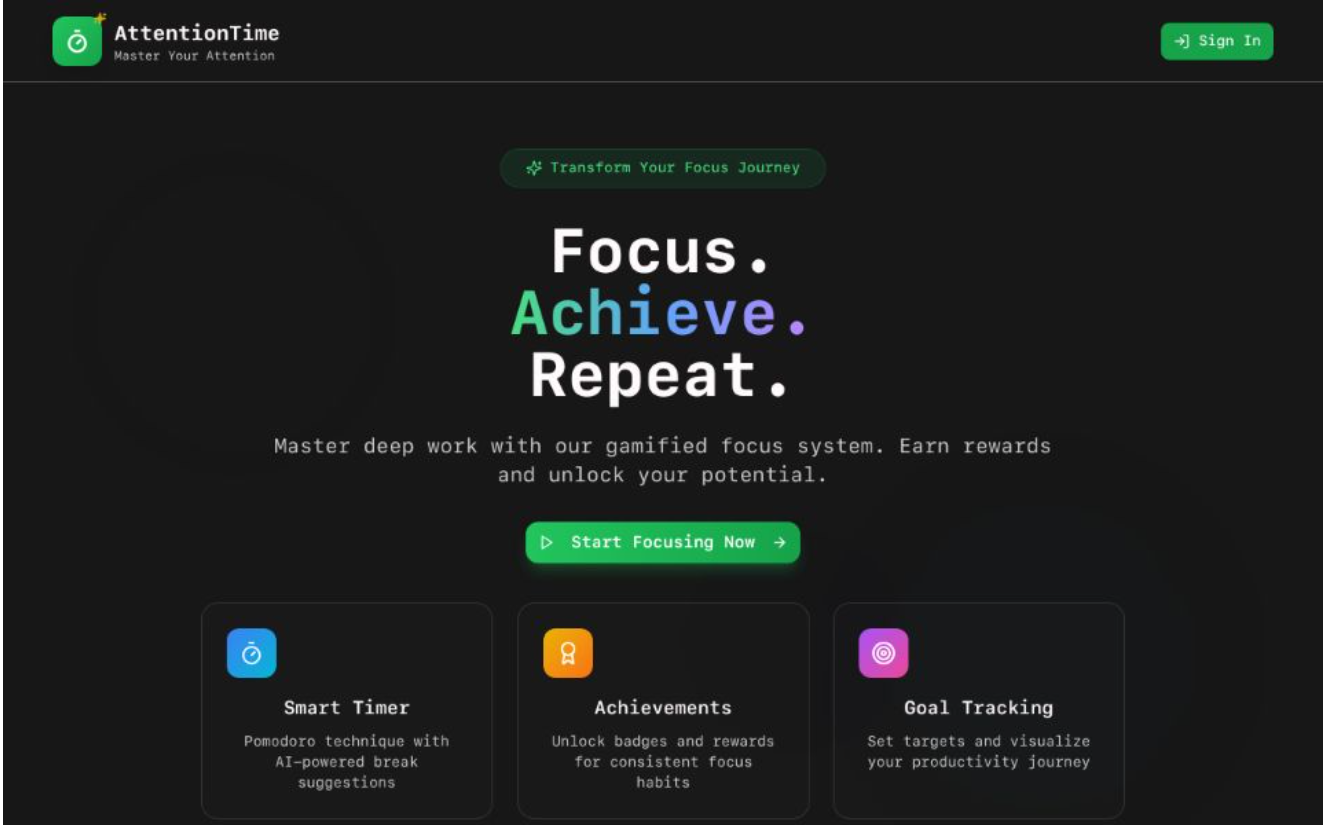 AttentionTime
Master Your Attention
Sign In
Transform Your Focus Journey
Focus.
Achieve.
Repeat.
Master deep work with our gamified focus system. Earn rewards
and unlock your potential.
Start Focusing Now
Smart Timer
Pomodoro technique with
AI-powered break
suggestions
Achievements
Unlock badges and rewards
for consistent focus
habits
Goal Tracking
Set targets and visualize
your productivity journey